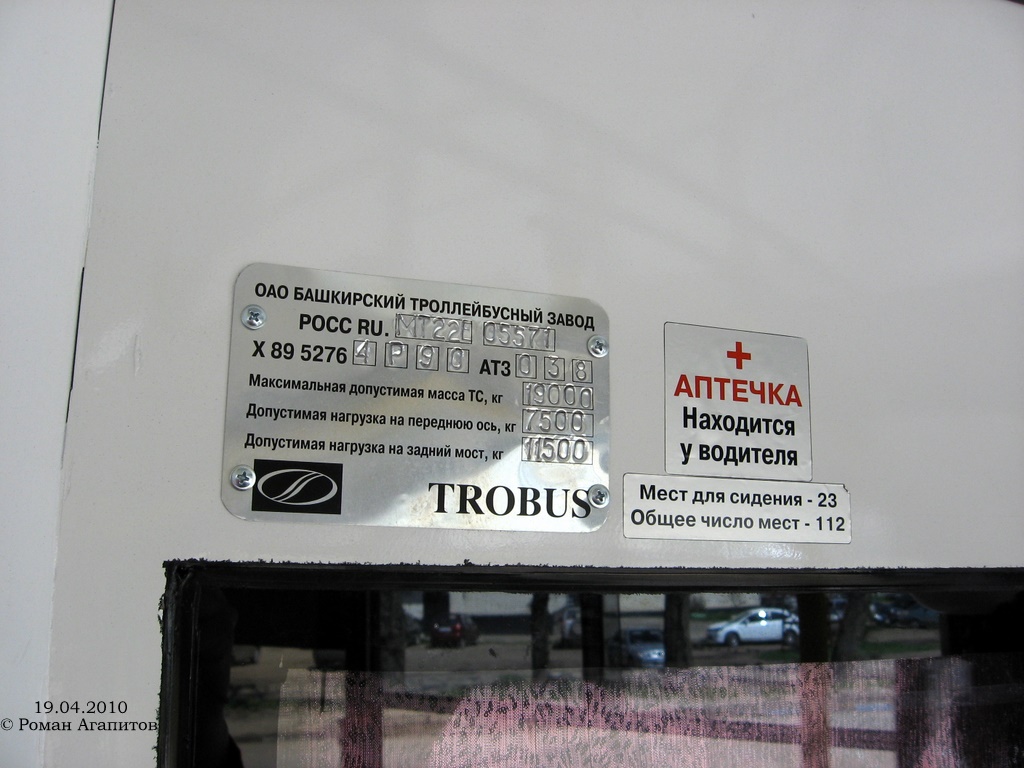 ОАО БАШКИРСКИЙ ТРОЛЛЕЙБУСНЫЙ ЗАВОД
РОСС RU. МТ22Е 05571
Х 89 5276 4 Р 9 0 АТ3 0 3 8
Максимальная допустимая масса ТС, кг 19000
Допустимая нагрузка на переднюю ось, кг 7500
Допустимая нагрузка на задний мост, кг 11500
TROBUS
+
АПТЕЧКА
Находится
у водителя
Мест для сидения - 23
Общее число мест - 112
19.04.2010
© Роман Агапитов